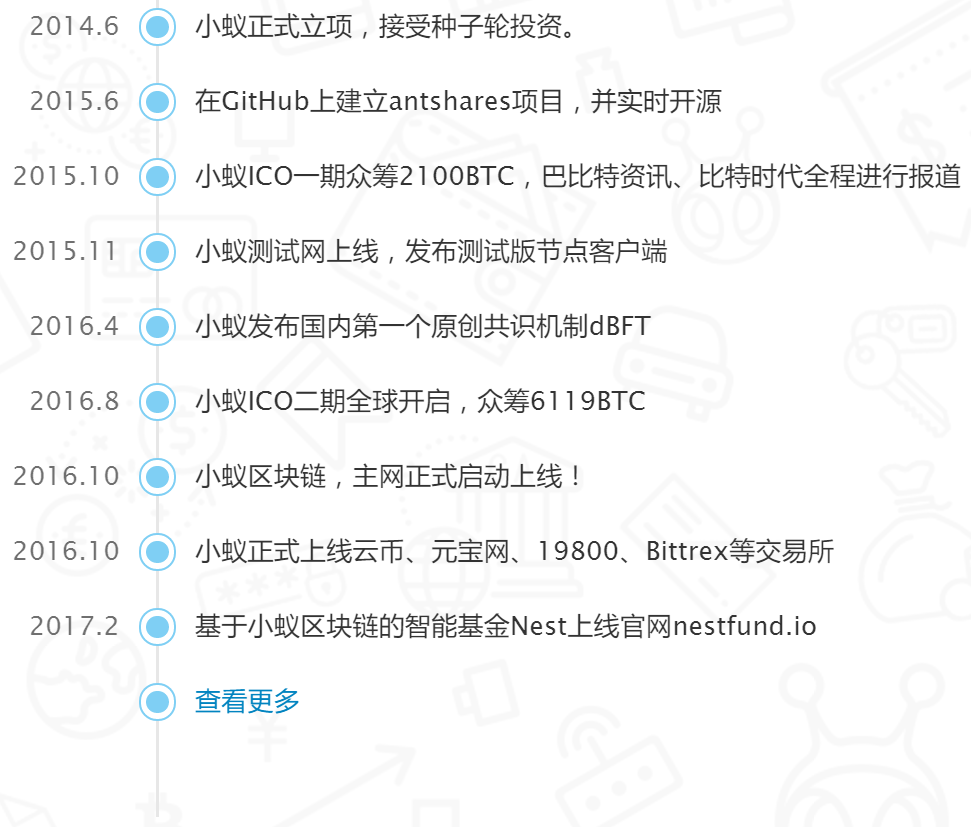 2014.6 小蚁正式立项，接受种子轮投资。
2015.6 在GitHub上建立antshares项目，并实时开源
2015.10 小蚁ICO一期众筹2100BTC，巴比特资讯、比特时代全程进行报道
2015.11 小蚁测试网上线，发布测试版节点客户端
2016.4 小蚁发布国内第一个原创共识机制dBFT
2016.8 小蚁ICO二期全球开启，众筹6119BTC
2016.10 小蚁区块链，主网正式启动上线！
2016.10 小蚁正式上线云币、元宝网、19800、Bittrex等交易所
2017.2 基于小蚁区块链的智能基金Nest上线官网nestfund.io
查看更多